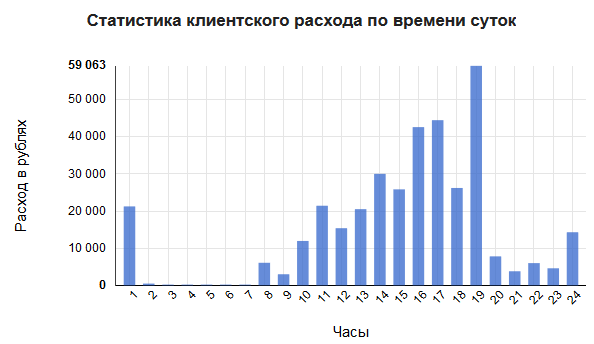 Статистика клиентского расхода по времени суток
59 063
50 000
40 000
30 000
20 000
10 000
0
Расход в рублях
1 2 3 4 5 6 7 8 9 10 11 12 13 14 15 16 17 18 19 20 21 22 23 24
Часы